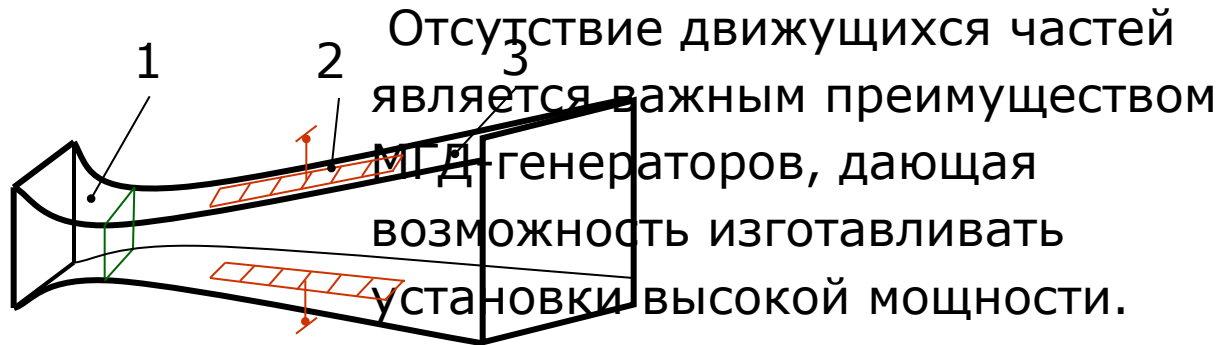 1 2 3
Отсутствие движущихся частей
является важным преимуществом
МГД-генераторов, дающая
возможность изготавливать
установки высокой мощности.